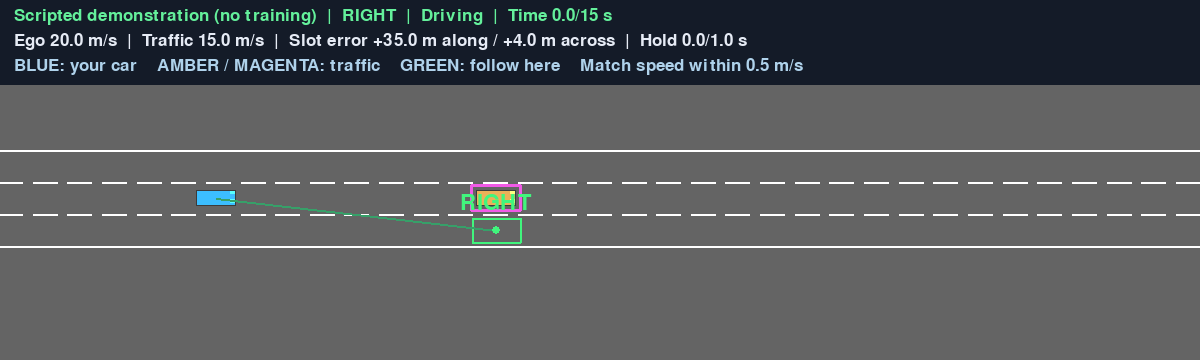 Scripted demonstration (no training) | RIGHT | Driving | Time 0.0/15 s
Ego 20.0 m/s | Traffic 15.0 m/s | Slot error +35.0 m along / +4.0 m across | Hold 0.0/1.0 s
BLUE: your car AMBER / MAGENTA: traffic GREEN: follow here Match speed within 0.5 m/s
RIGHT